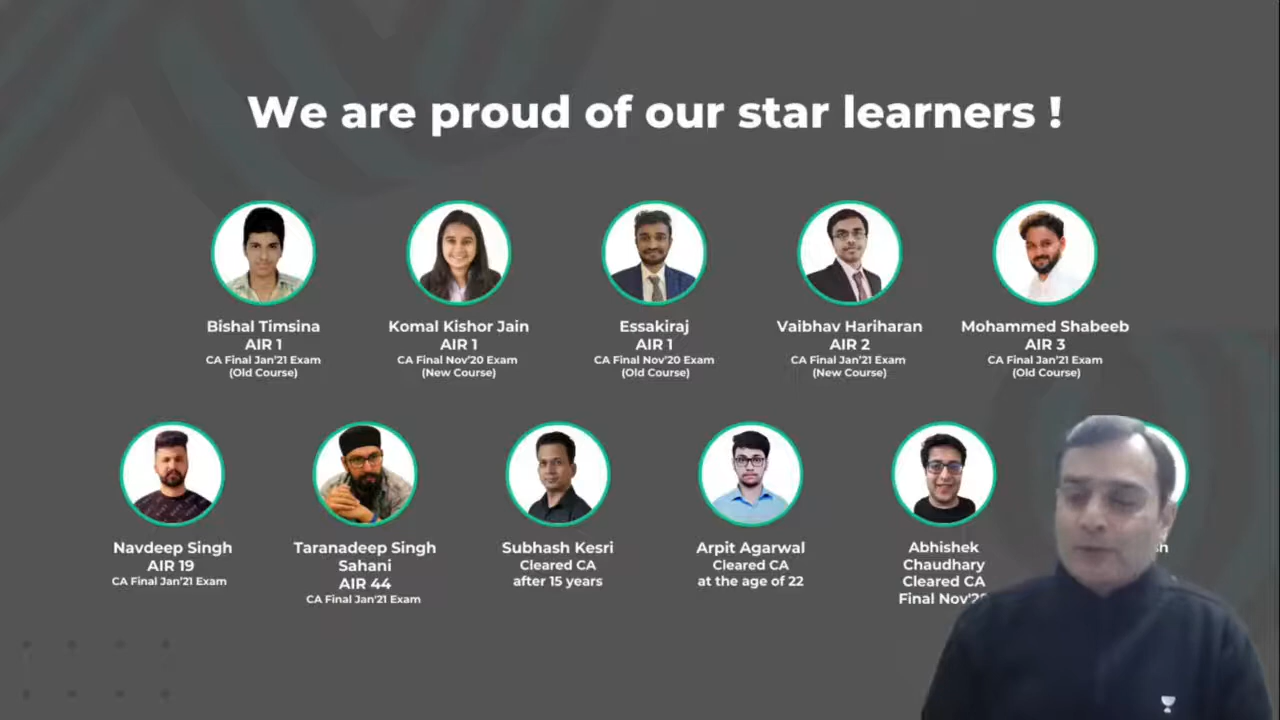 We are proud of our star learners !
Bishal Timsina
AIR 1
CA Final Jan'21 Exam
(Old Course)
Komal Kishor Jain
AIR 1
CA Final Nov'20 Exam
(New Course)
Essakiraj
AIR 1
CA Final Nov'20 Exam
(Old Course)
Vaibhav Hariharan
AIR 2
CA Final Jan'21 Exam
(New Course)
Mohammed Shabeeb
AIR 3
CA Final Jan'21 Exam
(Old Course)
Navdeep Singh
AIR 19
CA Final Jan'21 Exam
Taranadeep Singh
Sahani
AIR 44
CA Final Jan'21 Exam
Subhash Kesri
Cleared CA
after 15 years
Arpit Agarwal
Cleared CA
at the age of 22
Abhishek
Chaudhary
Cleared CA
Final